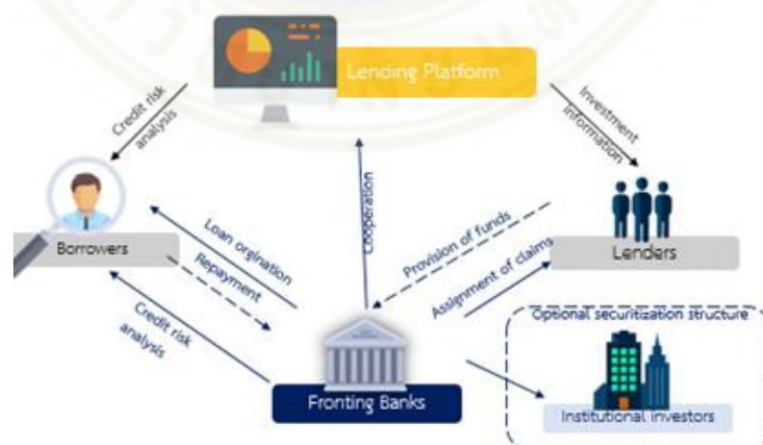 Lending Platform
Credit risk
analysis
Investment
information
Cooperation
Borrowers
Loan orgination
Repayment
Provision of funds
Assignment of claims
Lenders
Credit risk
analysis
Optional securitization structure
Fronting Banks
Institutional investors